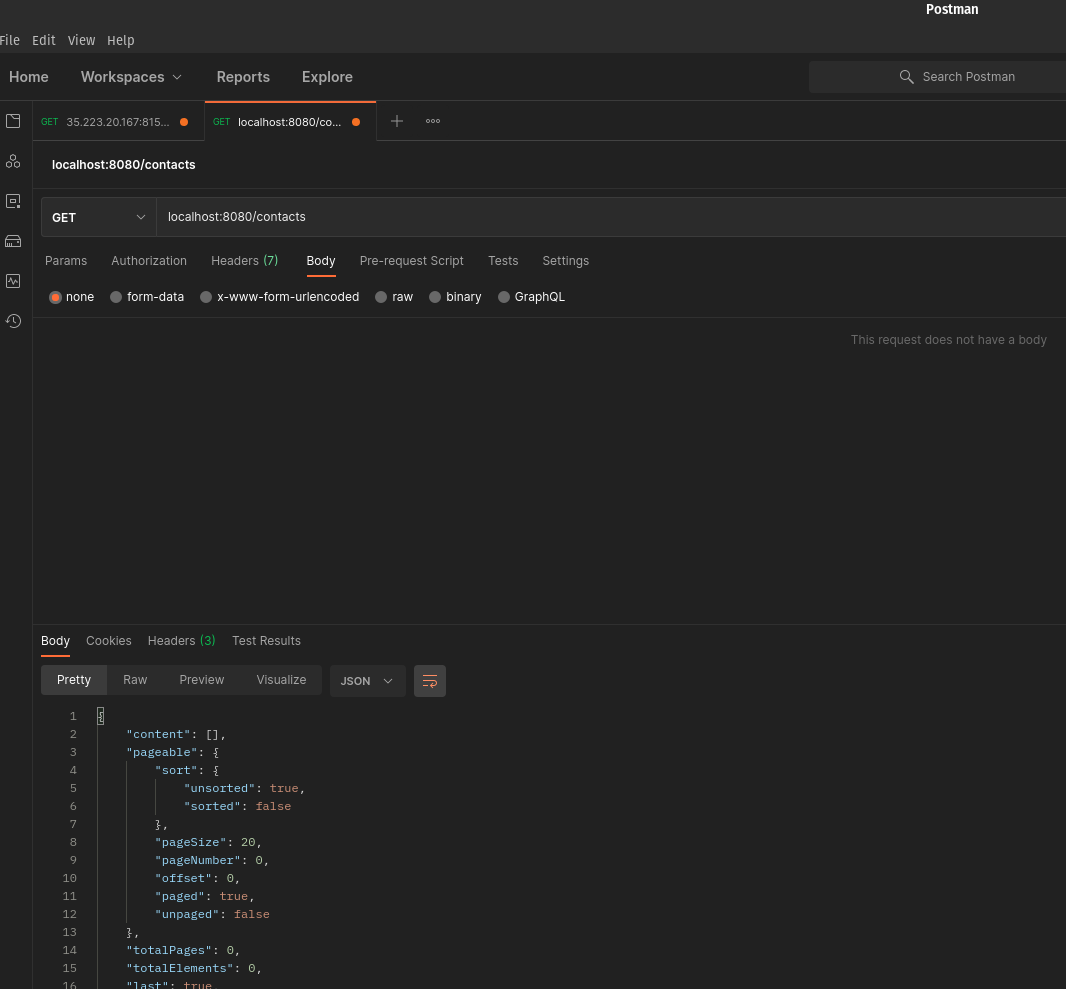 Postman
File Edit View Help
Home Workspaces Reports Explore Search Postman
GET 35.223.20.167:815... GET localhost:8080/co...
localhost:8080/contacts
GET localhost:8080/contacts
Params Authorization Headers (7) Body Pre-request Script Tests Settings
none form-data x-www-form-urlencoded raw binary GraphQL
This request does not have a body
Body Cookies Headers (3) Test Results
Pretty Raw Preview Visualize JSON
1 {
2 "content": [],
3 "pageable": {
4 "sort": {
5 "unsorted": true,
6 "sorted": false
7 },
8 "pageSize": 20,
9 "pageNumber": 0,
10 "offset": 0,
11 "paged": true,
12 "unpaged": false
13 },
14 "totalPages": 0,
15 "totalElements": 0,
16 "last": true,